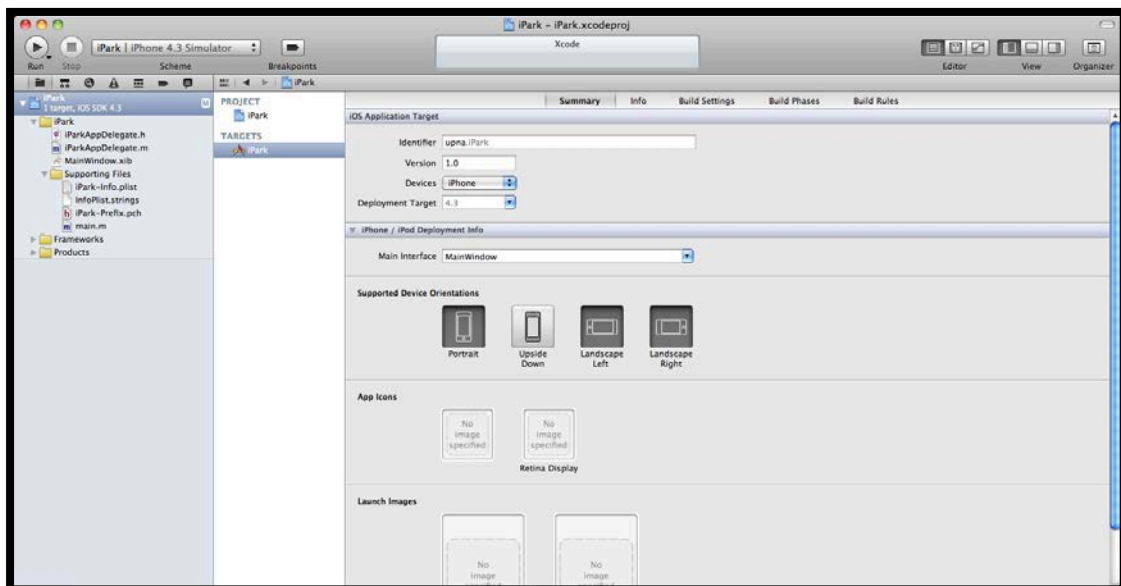 iPark - iPark.xcodeproj
iPark | iPhone 4.3 Simulator
Xcode
Run Stop Scheme Breakpoints Editor View Organizer
iPark
iPark
1 target, iOS SDK 4.3
M
PROJECT
iPark
TARGETS
iPark
iPark
iParkAppDelegate.h
iParkAppDelegate.m
MainWindow.xib
Supporting Files
iPark-Info.plist
InfoPlist.strings
iPark-Prefix.pch
main.m
Frameworks
Products
Summary Info Build Settings Build Phases Build Rules
iOS Application Target
Identifier upna.iPark
Version 1.0
Devices iPhone
Deployment Target 4.3
iPhone / iPod Deployment Info
Main Interface MainWindow
Supported Device Orientations
Portrait
Upside
Down
Landscape
Left
Landscape
Right
App Icons
No
image
specified
No
image
specified
Retina Display
Launch Images
No
image
No
image